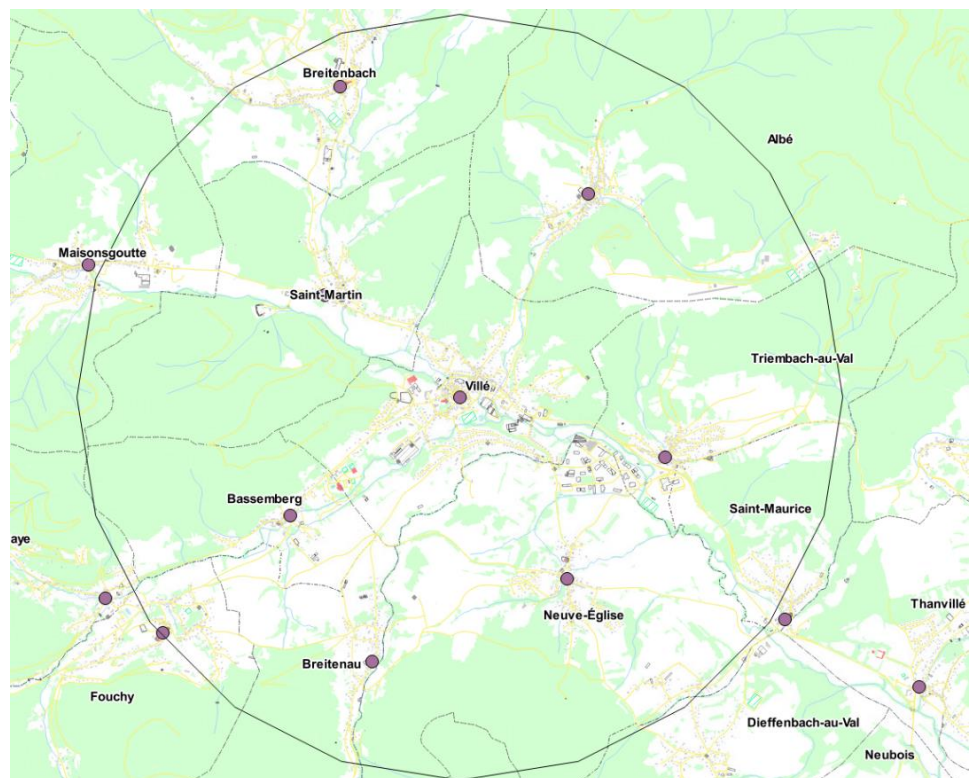 Breitenbach
Albé
Maisonsgoutte
Saint-Martin
Triembach-au-Val
Villé
Bassemberg
Saint-Maurice
aye
Thanvillé
Neuve-Église
Breitenau
Fouchy
Dieffenbach-au-Val
Neubois